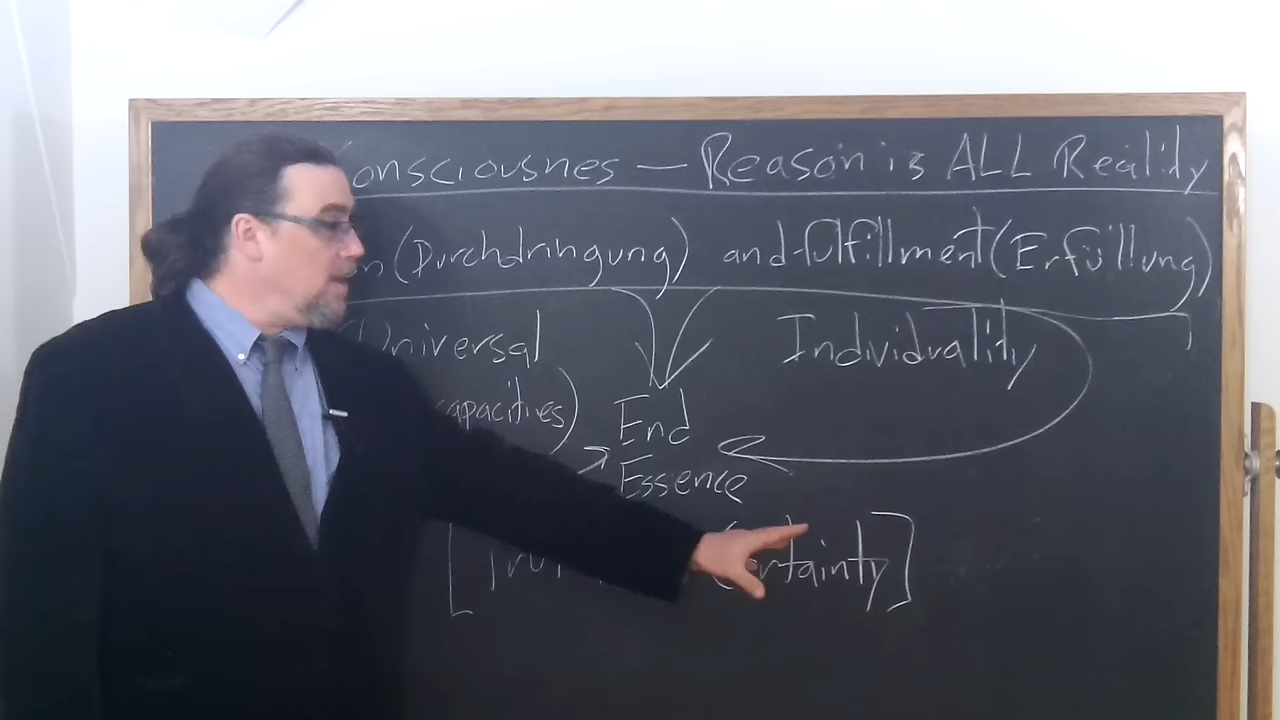 onsciousnes — Reason is ALL Reality
n (Durchdringung) and fulfillment (Erfüllung)
Universal Individuality
capacities)
End
Essence
[ ertainty]